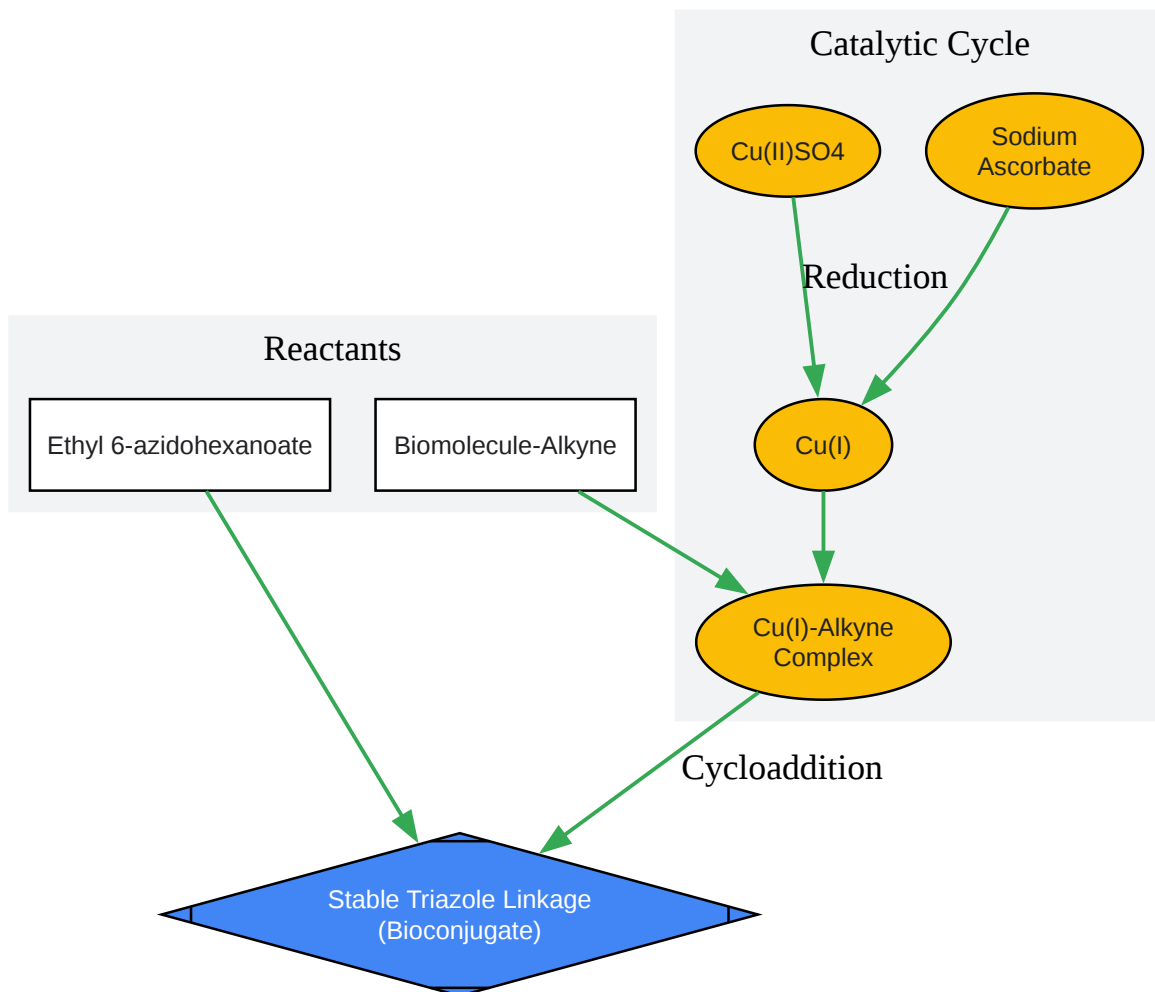 Catalytic Cycle
Cu(II)SO4
Sodium
Ascorbate
Reduction
Reactants
Ethyl 6-azidohexanoate
Biomolecule-Alkyne
Cu(I)
Cu(I)-Alkyne
Complex
Cycloaddition
Stable Triazole Linkage
(Bioconjugate)